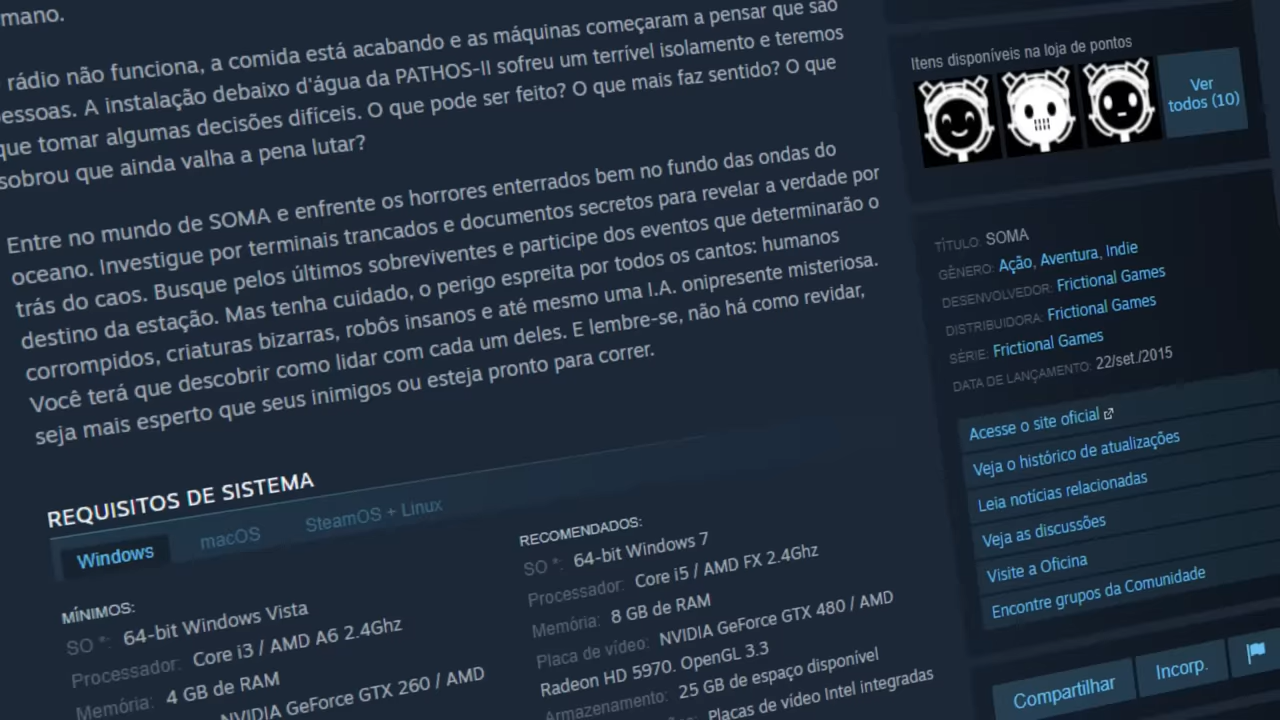 mano.
rádio não funciona, a comida está acabando e as máquinas começaram a pensar que são
pessoas. A instalação debaixo d'água da PATHOS-II sofreu um terrível isolamento e teremos
que tomar algumas decisões difíceis. O que pode ser feito? O que mais faz sentido? O que
sobrou que ainda valha a pena lutar?
Entre no mundo de SOMA e enfrente os horrores enterrados bem no fundo das ondas do
oceano. Investigue por terminais trancados e documentos secretos para revelar a verdade por
trás do caos. Busque pelos últimos sobreviventes e participe dos eventos que determinarão o
destino da estação. Mas tenha cuidado, o perigo espreita por todos os cantos: humanos
corrompidos, criaturas bizarras, robôs insanos e até mesmo uma I.A. onipresente misteriosa.
Você terá que descobrir como lidar com cada um deles. E lembre-se, não há como revidar,
seja mais esperto que seus inimigos ou esteja pronto para correr.
REQUISITOS DE SISTEMA
Windows
macOS
SteamOS + Linux
MÍNIMOS:
SO *: 64-bit Windows Vista
Processador: Core i3 / AMD A6 2.4Ghz
Memória: 4 GB de RAM
NVIDIA GeForce GTX 260 / AMD
RECOMENDADOS:
SO *: 64-bit Windows 7
Processador: Core i5 / AMD FX 2.4Ghz
Memória: 8 GB de RAM
Placa de vídeo: NVIDIA GeForce GTX 480 / AMD
Radeon HD 5970. OpenGL 3.3
Armazenamento: 25 GB de espaço disponível
Placas de vídeo Intel integradas
Itens disponíveis na loja de pontos
Ver
todos (10)
TÍTULO: SOMA
GÊNERO: Ação, Aventura, Indie
DESENVOLVEDOR: Frictional Games
DISTRIBUIDORA: Frictional Games
SÉRIE: Frictional Games
DATA DE LANÇAMENTO: 22/set./2015
Acesse o site oficial
Veja o histórico de atualizações
Leia notícias relacionadas
Veja as discussões
Visite a Oficina
Encontre grupos da Comunidade
Compartilhar
Incorp.